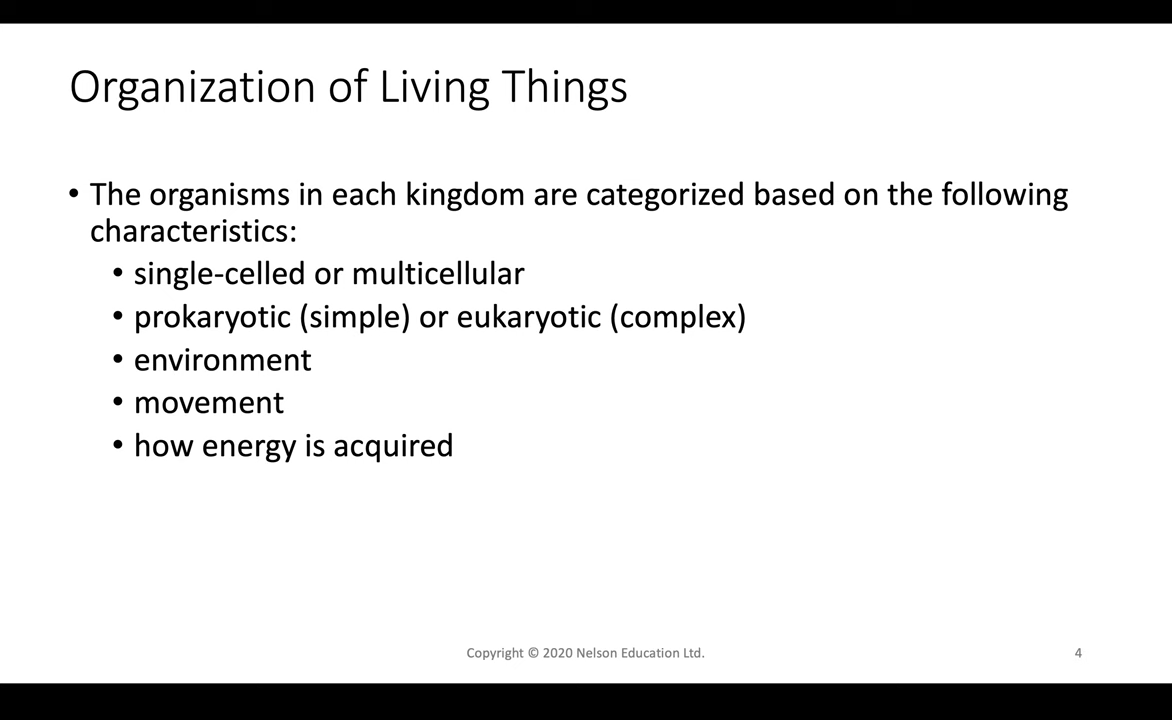 Organization of Living Things
• The organisms in each kingdom are categorized based on the following
characteristics:
• single-celled or multicellular
• prokaryotic (simple) or eukaryotic (complex)
• environment
• movement
• how energy is acquired
Copyright © 2020 Nelson Education Ltd.
4